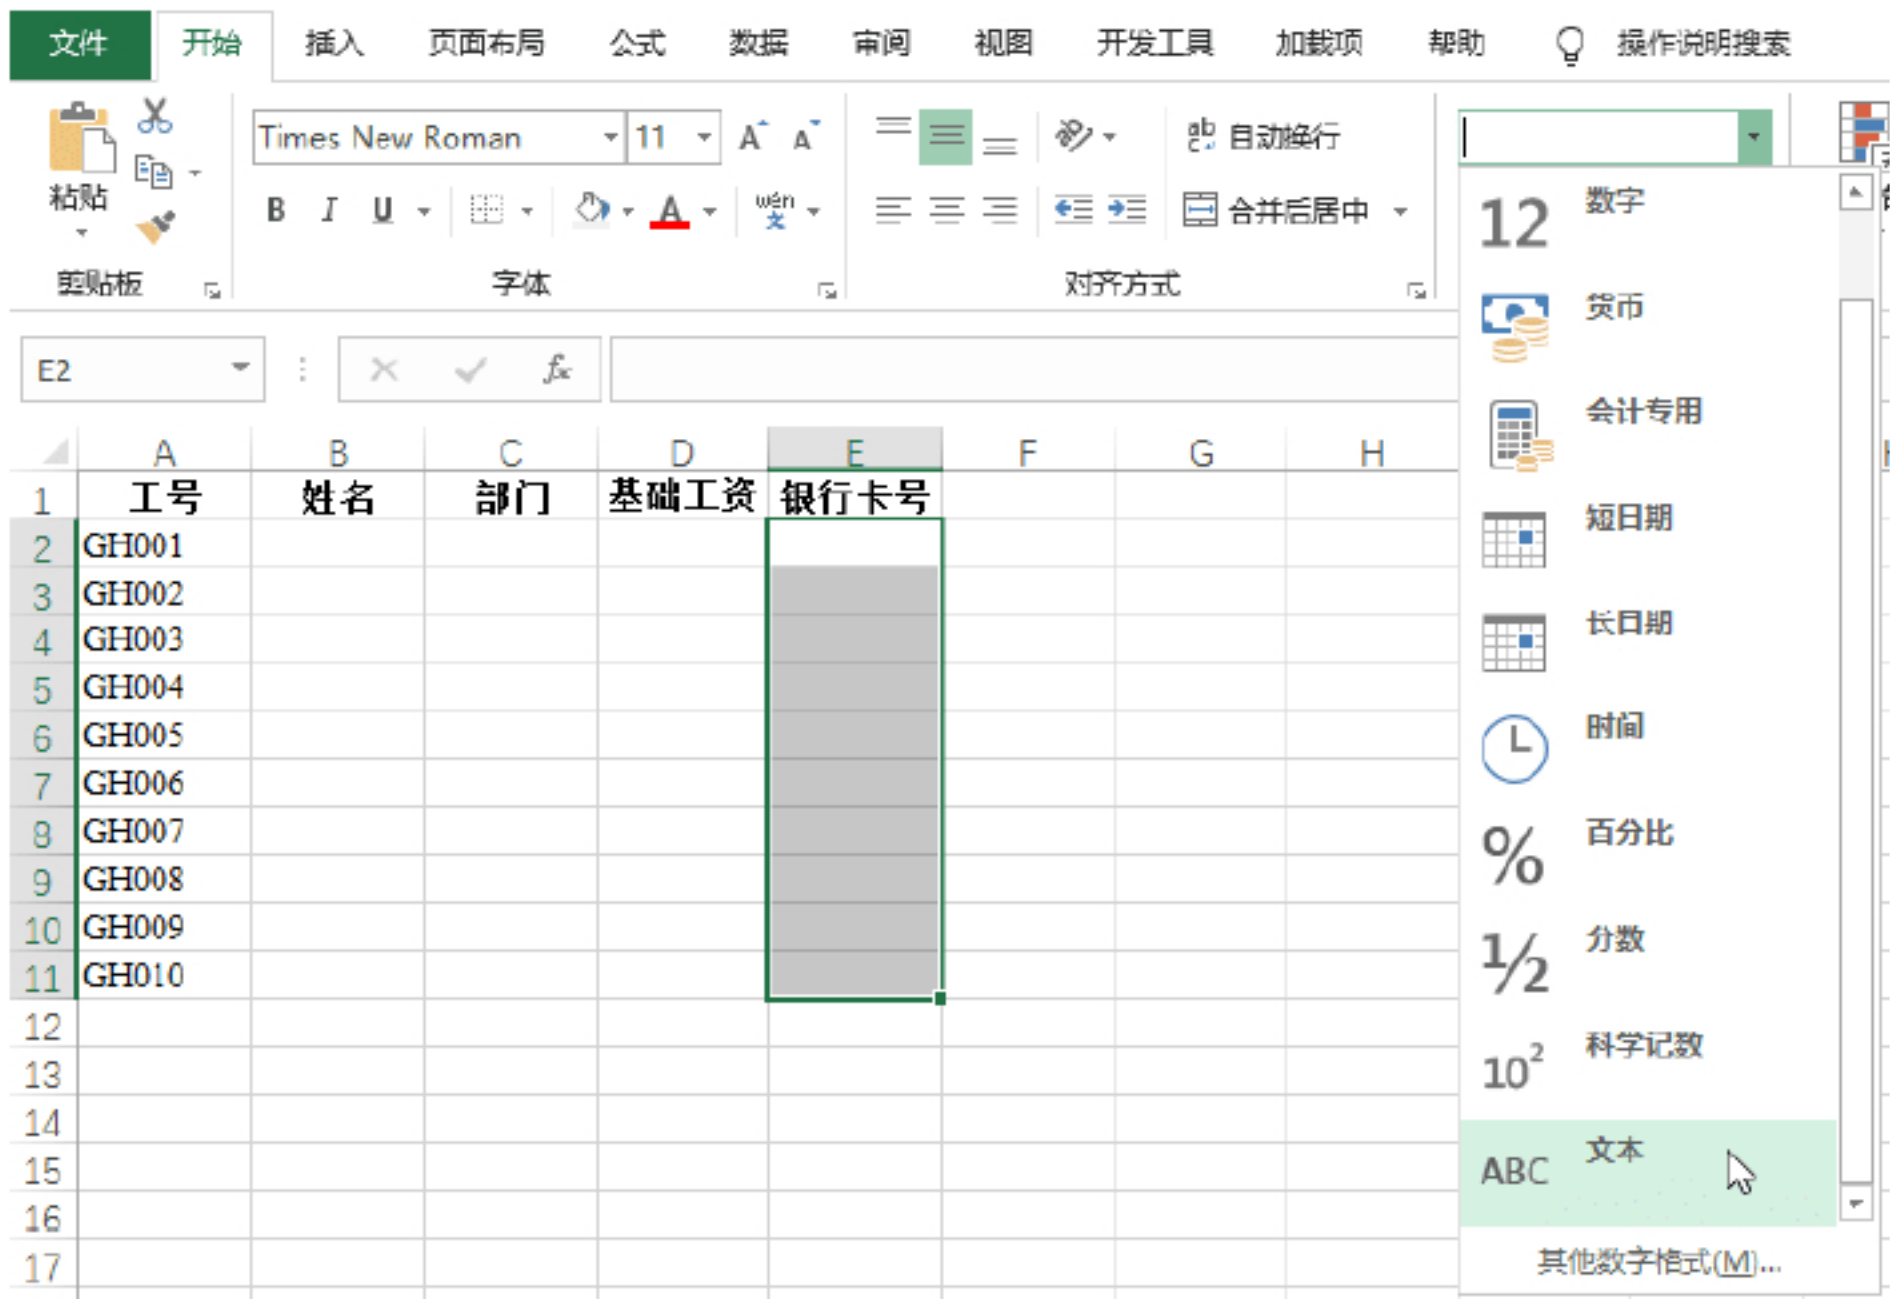 文件 开始 插入 页面布局 公式 数据 审阅 视图 开发工具 加载项 帮助 操作说明搜索
Times New Roman 11 A A ab c 自动换行
粘贴 B I U A wén 文 合并后居中
剪贴板 字体 对齐方式
E2 fx
A B C D E F G H
1 工号 姓名 部门 基础工资 银行卡号
2 GH001
3 GH002
4 GH003
5 GH004
6 GH005
7 GH006
8 GH007
9 GH008
10 GH009
11 GH010
12
13
14
15
16
17
12 数字
货币
会计专用
短日期
长日期
时间
% 百分比
½ 分数
10² 科学记数
ABC 文本
其他数字格式(M)...